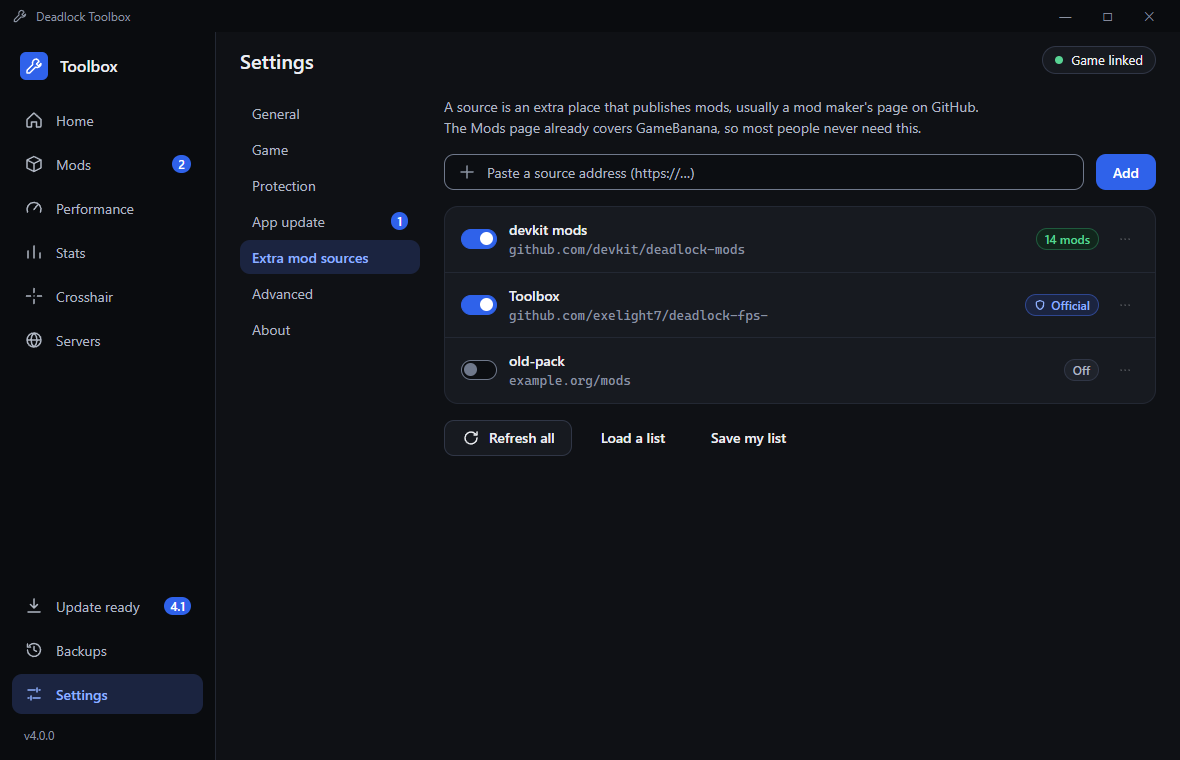 Deadlock Toolbox
Toolbox
Home
Mods 2
Performance
Stats
Crosshair
Servers
Update ready 4.1
Backups
Settings
v4.0.0
Settings
Game linked
General
Game
Protection
App update 1
Extra mod sources
Advanced
About
A source is an extra place that publishes mods, usually a mod maker's page on GitHub.
The Mods page already covers GameBanana, so most people never need this.
Paste a source address (https://...) Add
devkit mods
github.com/devkit/deadlock-mods
14 mods
Toolbox
github.com/exelight7/deadlock-fps-
Official
old-pack
example.org/mods
Off
Refresh all Load a list Save my list